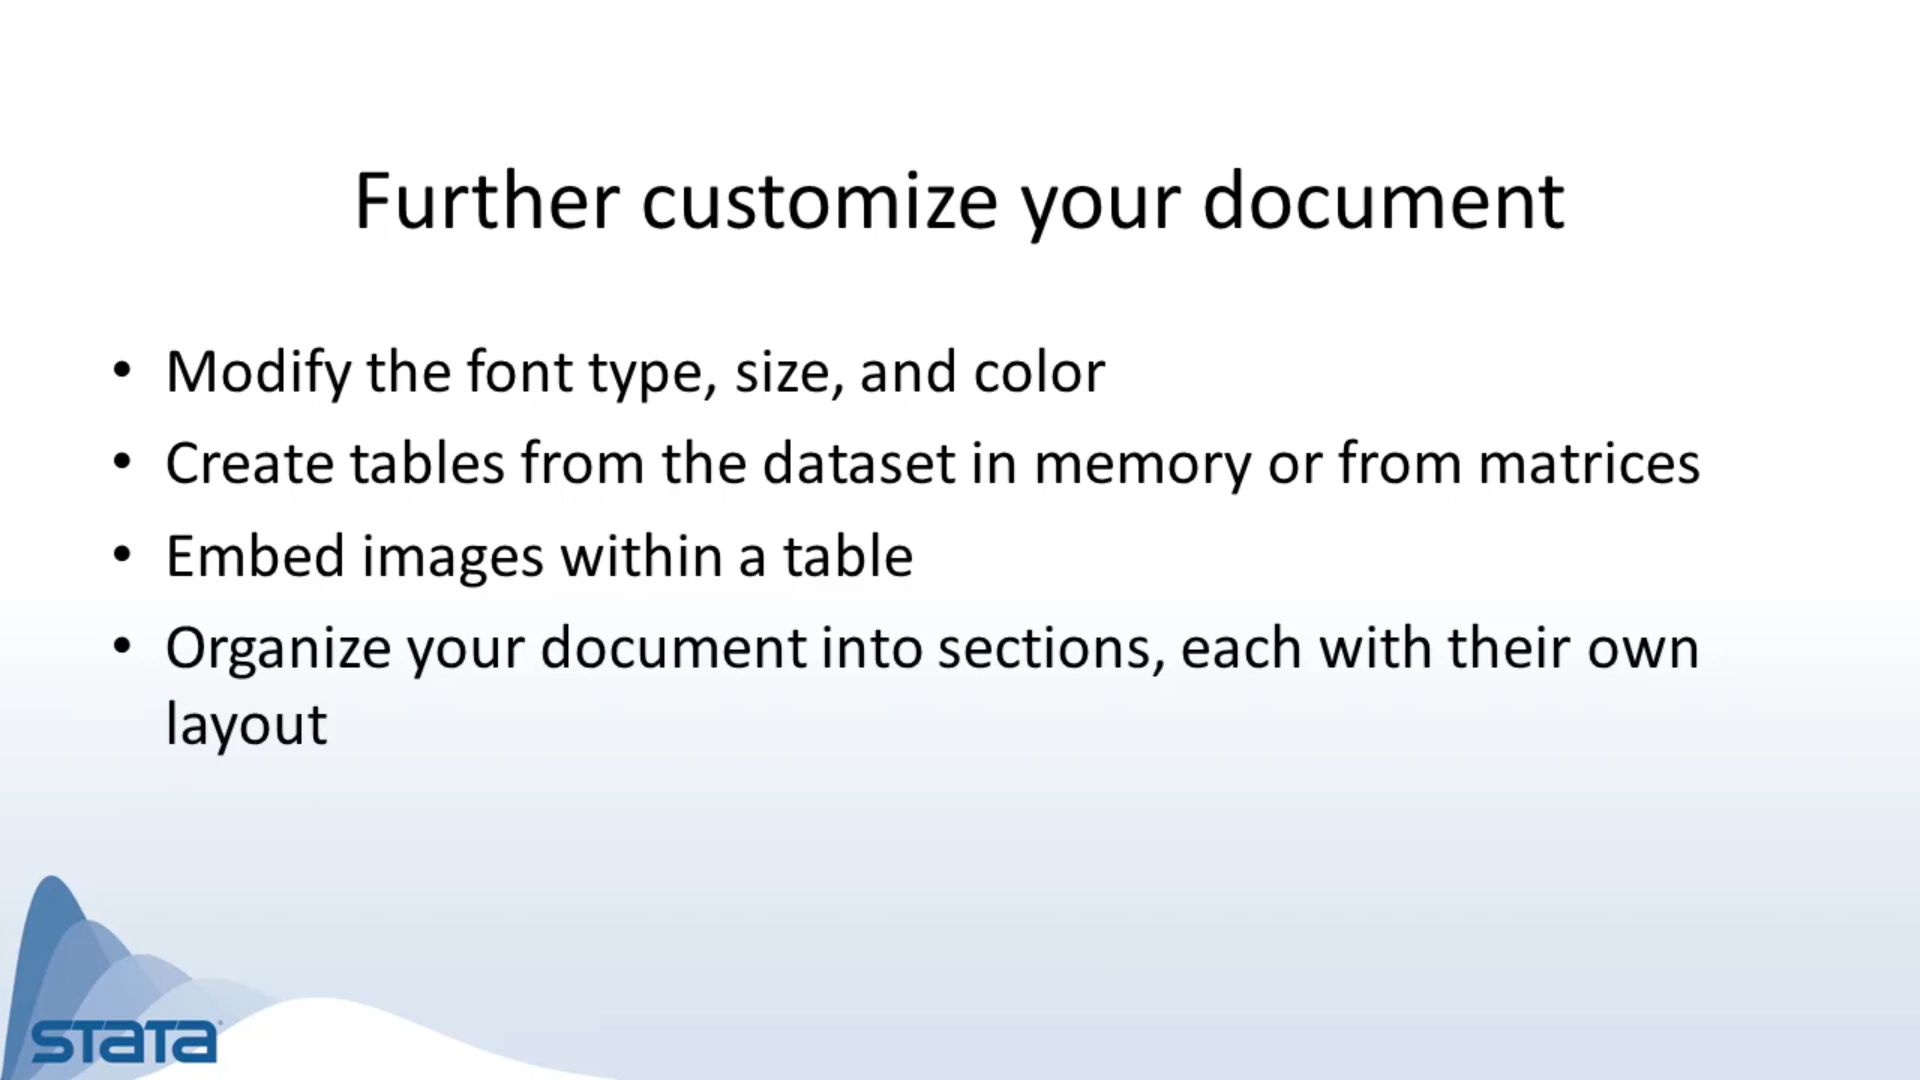 Further customize your document
• Modify the font type, size, and color
• Create tables from the dataset in memory or from matrices
• Embed images within a table
• Organize your document into sections, each with their own
layout
stata